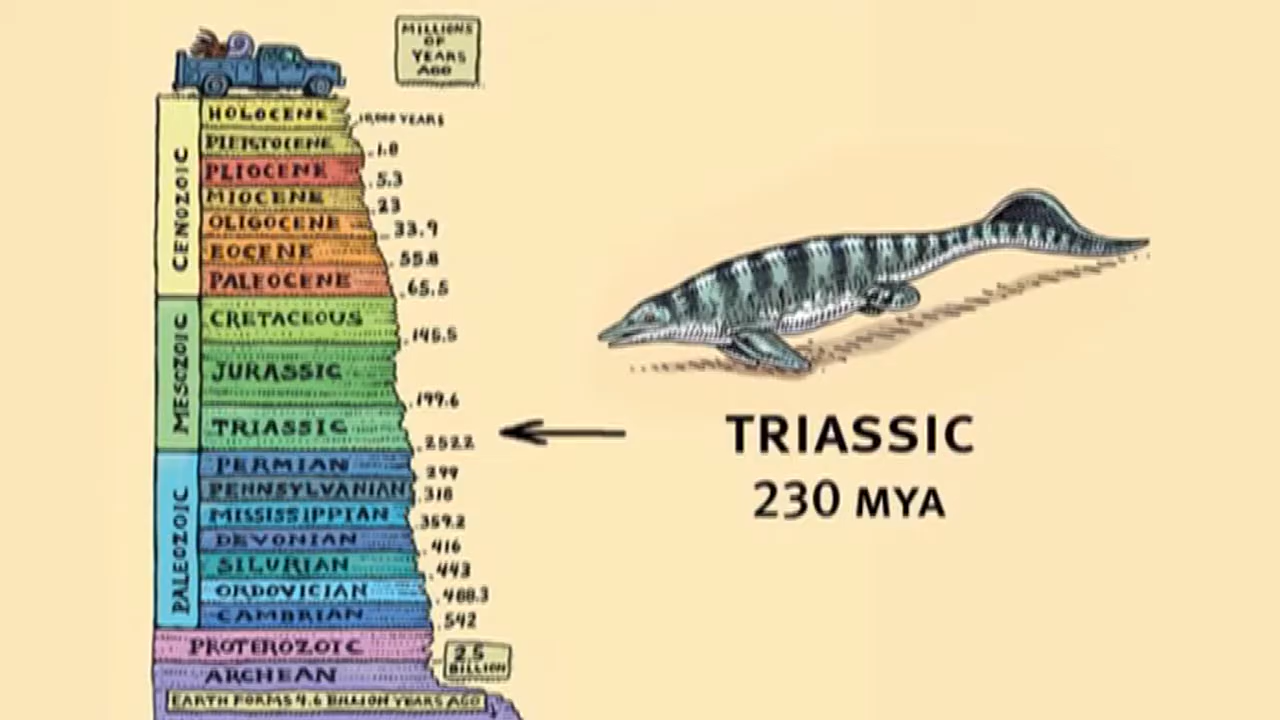 MILLIONS
OF
YEARS
AGO
CENOZOIC
HOLOCENE
10,000 YEARS
PLEISTOCENE
1.8
PLIOCENE
5.3
MIOCENE
23
OLIGOCENE
33.9
EOCENE
55.8
PALEOCENE
65.5
MESOZOIC
CRETACEOUS
145.5
JURASSIC
199.6
TRIASSIC
252.2
PALEOZOIC
PERMIAN
299
PENNSYLVANIAN
318
MISSISSIPPIAN
359.2
DEVONIAN
416
SILURIAN
443
ORDOVICIAN
488.3
CAMBRIAN
542
PROTEROZOIC
2.5
BILLION
ARCHEAN
EARTH FORMS 4.6 BILLION YEARS AGO
TRIASSIC
230 MYA